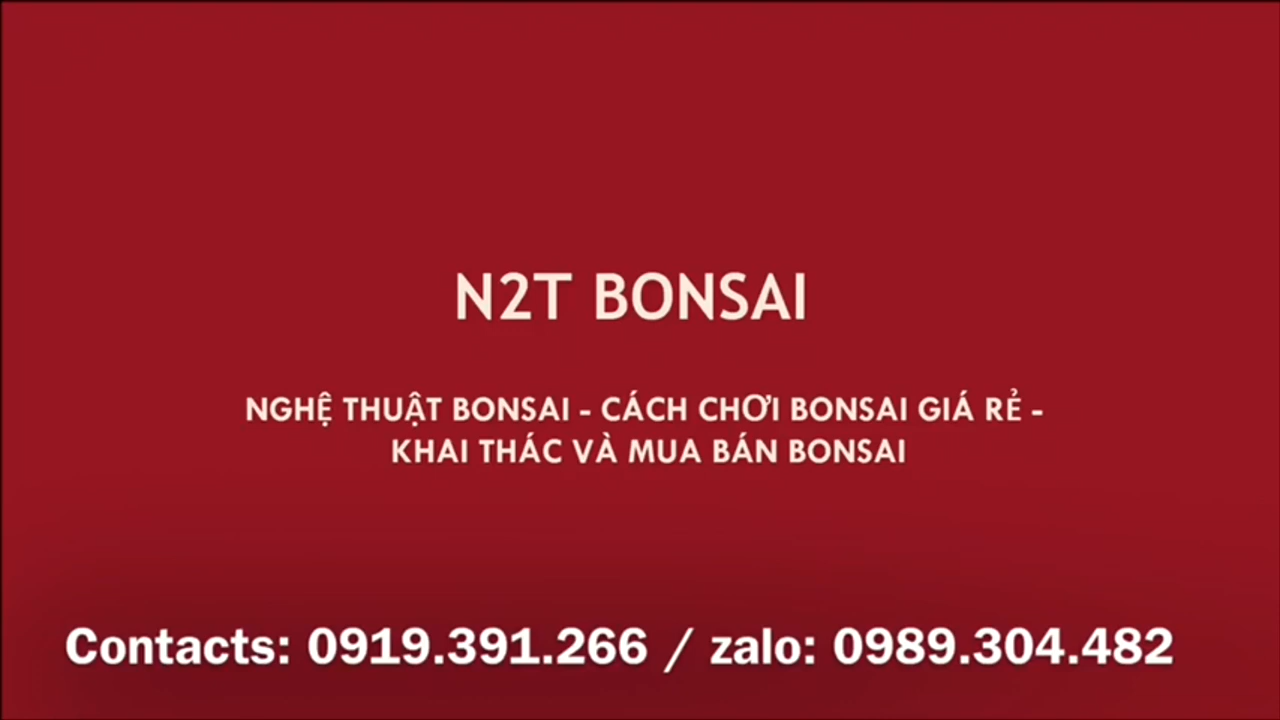 N2T BONSAI
NGHỆ THUẬT BONSAI - CÁCH CHƠI BONSAI GIÁ RẺ -
KHAI THÁC VÀ MUA BÁN BONSAI
Contacts: 0919.391.266 / zalo: 0989.304.482